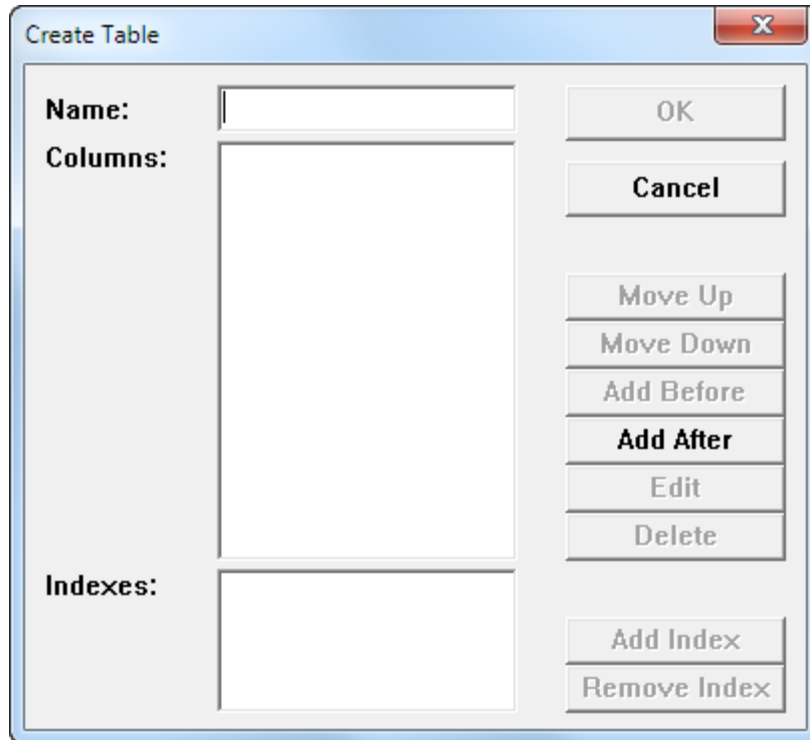 Create Table
Name:
OK
Columns:
Cancel
Move Up
Move Down
Add Before
Add After
Edit
Delete
Indexes:
Add Index
Remove Index